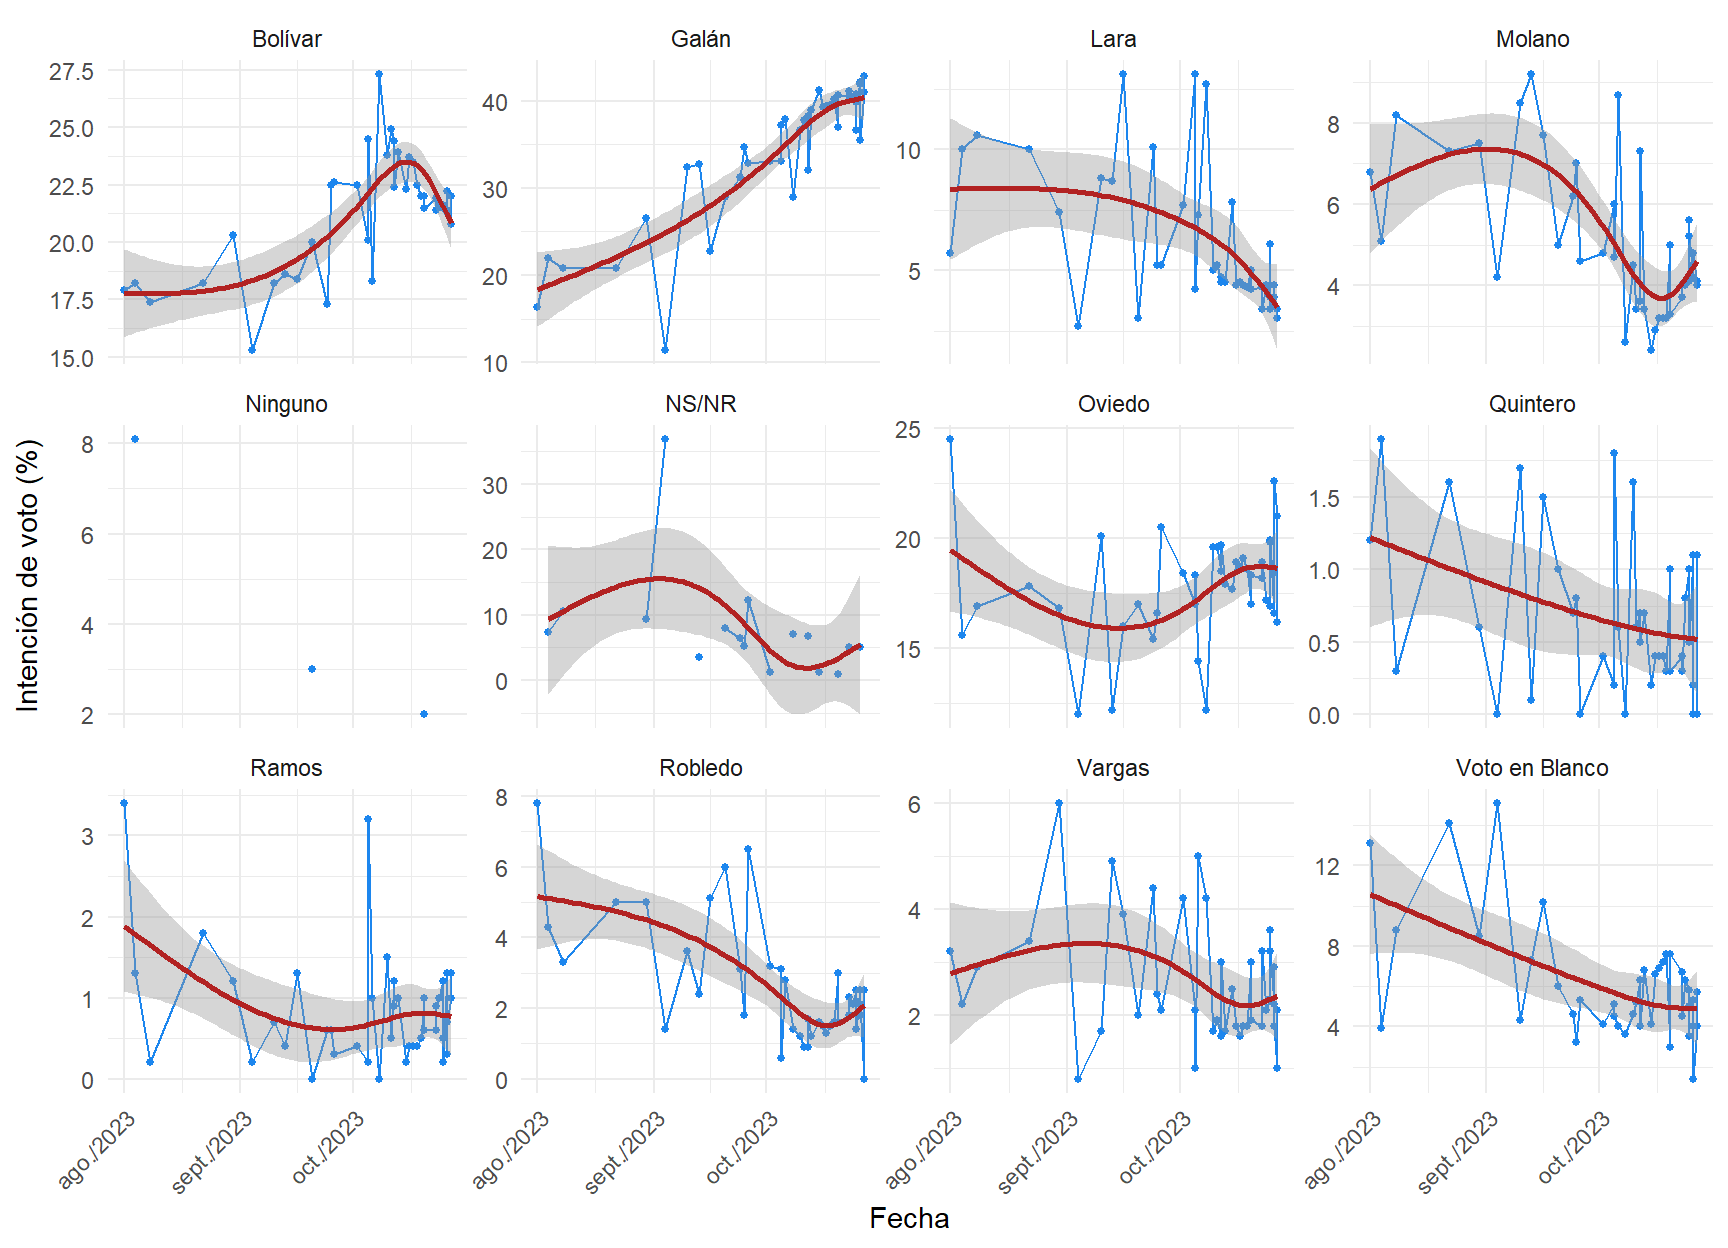 Bolívar
Galán
Lara
Molano
27.5
25.0
22.5
20.0
17.5
15.0
40
30
20
10
10
5
8
6
4
Ninguno
NS/NR
Oviedo
Quintero
8
6
4
2
30
20
10
0
25
20
15
1.5
1.0
0.5
0.0
Ramos
Robledo
Vargas
Voto en Blanco
3
2
1
0
8
6
4
2
0
6
4
2
12
8
4
ago./2023
sept./2023
oct./2023
ago./2023
sept./2023
oct./2023
ago./2023
sept./2023
oct./2023
ago./2023
sept./2023
oct./2023
Intención de voto (%)
Fecha